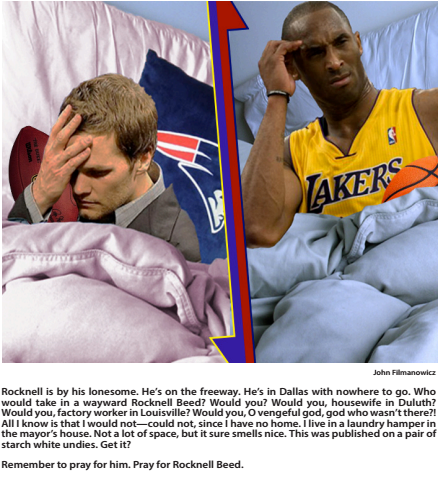 LAKERS
John Filmanowicz
Rocknell is by his lonesome. He's on the freeway. He's in Dallas with nowhere to go. Who
would take in a wayward Rocknell Beed? Would you? Would you, housewife in Duluth?
Would you, factory worker in Louisville? Would you, O vengeful god, god who wasn't there?!
All I know is that I would not—could not, since I have no home. I live in a laundry hamper in
the mayor's house. Not a lot of space, but it sure smells nice. This was published on a pair of
starch white undies. Get it?
Remember to pray for him. Pray for Rocknell Beed.